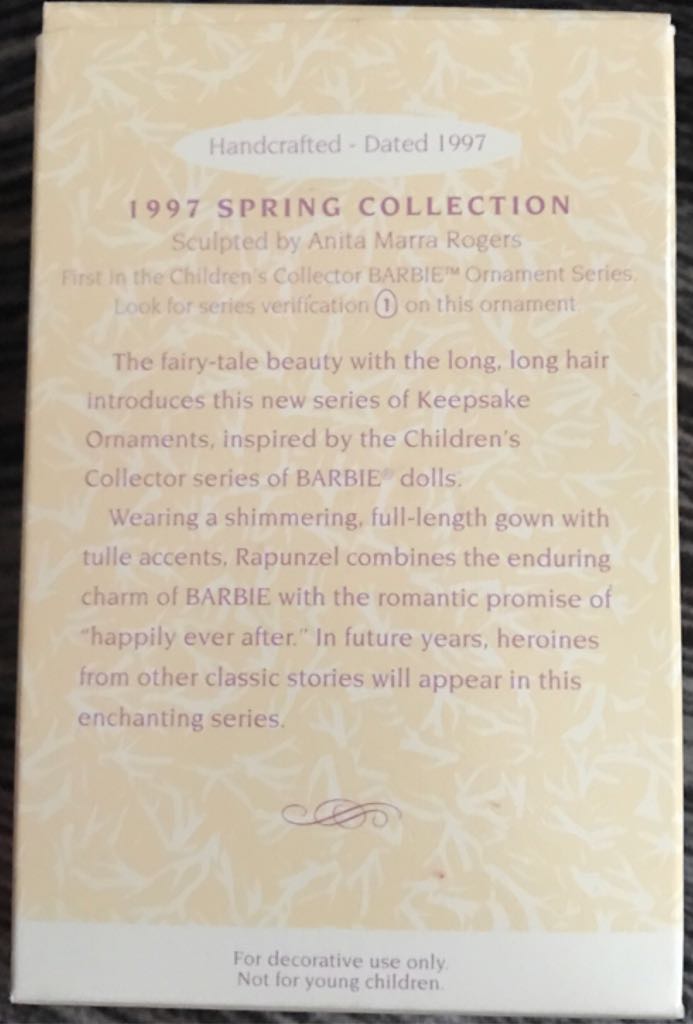 Handcrafted - Dated 1997
1997 SPRING COLLECTION
Sculpted by Anita Marra Rogers
First in the Children's Collector BARBIE™ Ornament Series.
Look for series verification ① on this ornament.
The fairy-tale beauty with the long, long hair
introduces this new series of Keepsake
Ornaments, inspired by the Children's
Collector series of BARBIE® dolls.
Wearing a shimmering, full-length gown with
tulle accents, Rapunzel combines the enduring
charm of BARBIE with the romantic promise of
"happily ever after." In future years, heroines
from other classic stories will appear in this
enchanting series.
For decorative use only.
Not for young children.